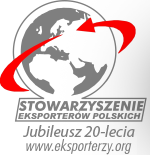 STOWARZYSZENIE
EKSPORTERÓW POLSKICH
Jubileusz 20-lecia
www.eksporterzy.org